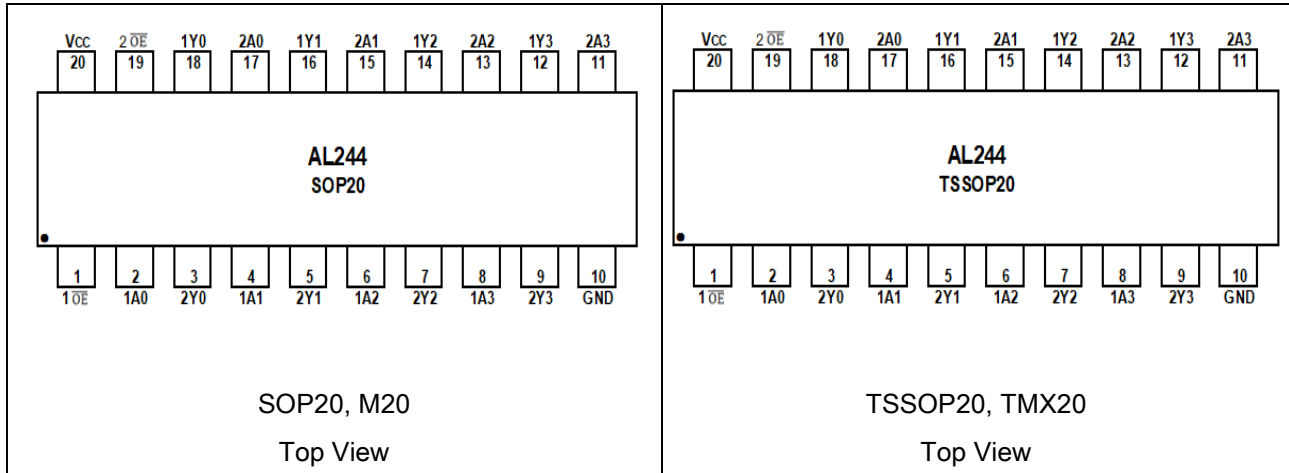 VCC 2 O̅E̅ 1Y0 2A0 1Y1 2A1 1Y2 2A2 1Y3 2A3
20 19 18 17 16 15 14 13 12 11
AL244
SOP20
1 2 3 4 5 6 7 8 9 10
1 O̅E̅ 1A0 2Y0 1A1 2Y1 1A2 2Y2 1A3 2Y3 GND
SOP20, M20
Top View
VCC 2 O̅E̅ 1Y0 2A0 1Y1 2A1 1Y2 2A2 1Y3 2A3
20 19 18 17 16 15 14 13 12 11
AL244
TSSOP20
1 2 3 4 5 6 7 8 9 10
1 O̅E̅ 1A0 2Y0 1A1 2Y1 1A2 2Y2 1A3 2Y3 GND
TSSOP20, TMX20
Top View